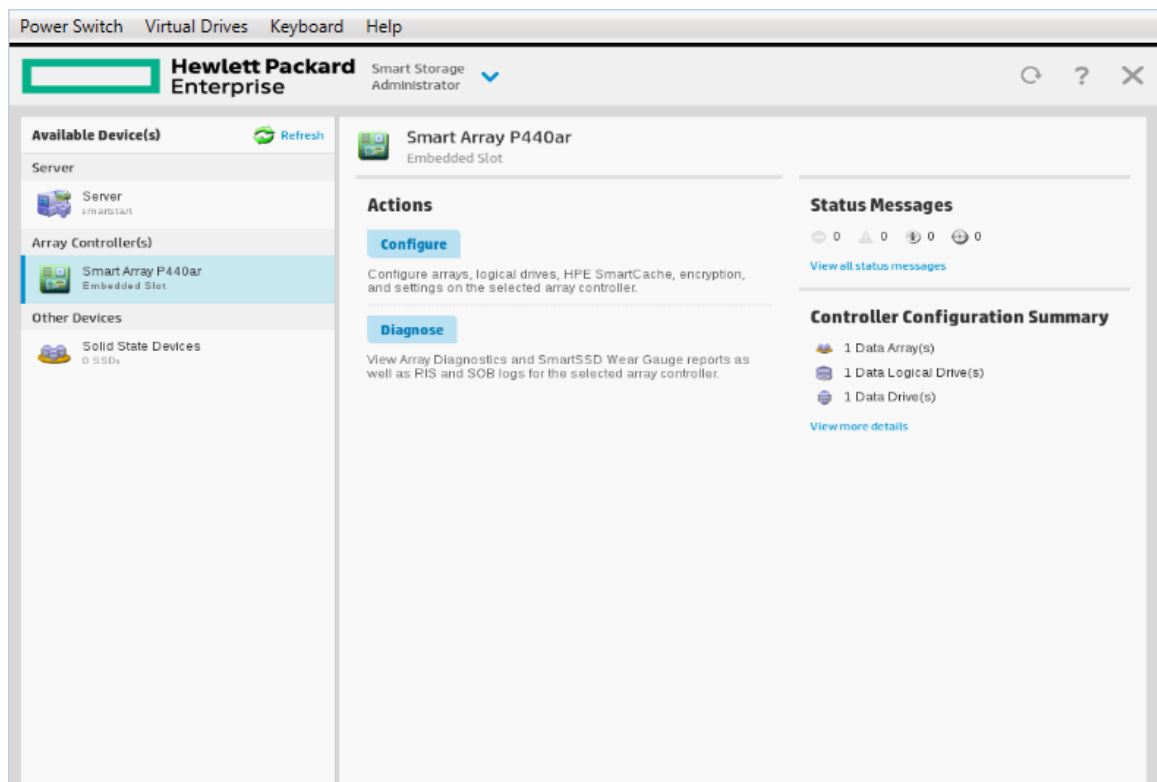 Power Switch Virtual Drives Keyboard Help
Hewlett Packard
Enterprise
Smart Storage
Administrator
?
Available Device(s) Refresh
Server
Server
smartstart
Array Controller(s)
Smart Array P440ar
Embedded Slot
Other Devices
Solid State Devices
0 SSDs
Smart Array P440ar
Embedded Slot
Actions
Configure
Configure arrays, logical drives, HPE SmartCache, encryption,
and settings on the selected array controller.
Diagnose
View Array Diagnostics and SmartSSD Wear Gauge reports as
well as RIS and SOB logs for the selected array controller.
Status Messages
0 0 0 0
View all status messages
Controller Configuration Summary
1 Data Array(s)
1 Data Logical Drive(s)
1 Data Drive(s)
View more details